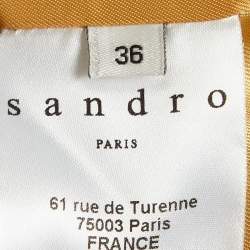 36
sandro
PARIS
61 rue de Turenne
75003 Paris
FRANCE